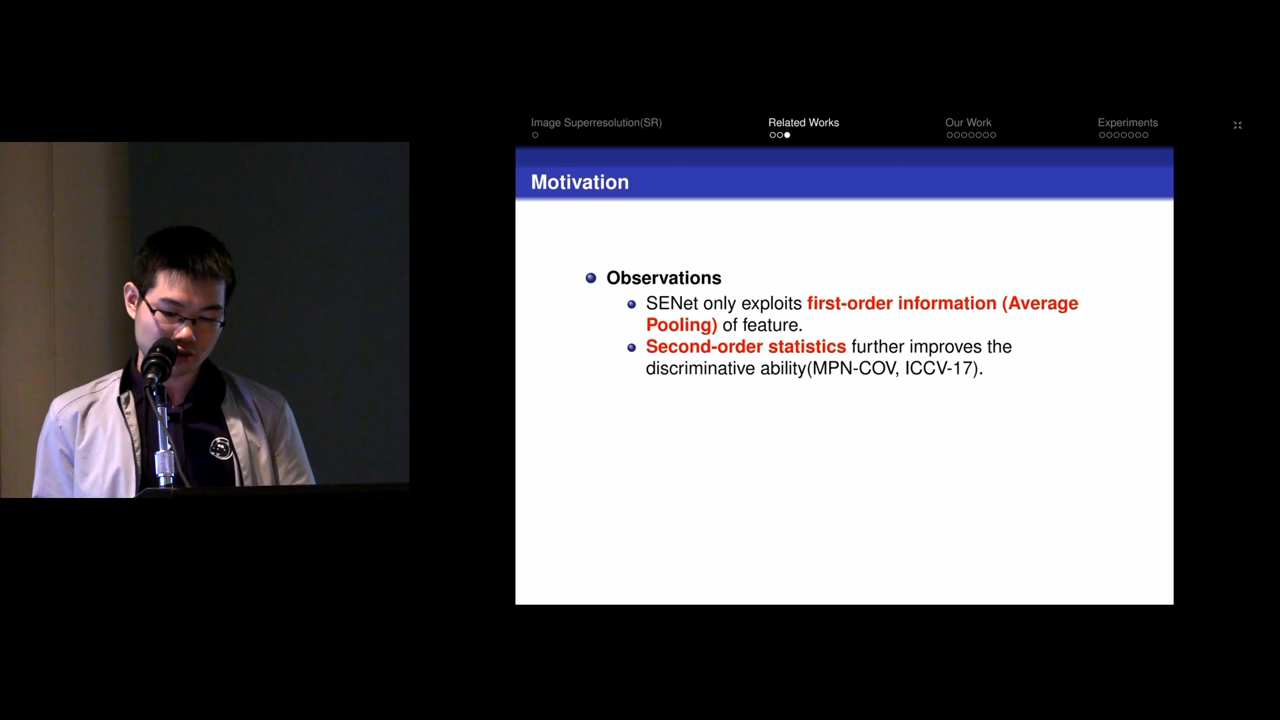 Image Superresolution(SR)
Related Works
Our Work
Experiments
Motivation
Observations
SENet only exploits first-order information (Average
Pooling) of feature.
Second-order statistics further improves the
discriminative ability(MPN-COV, ICCV-17).